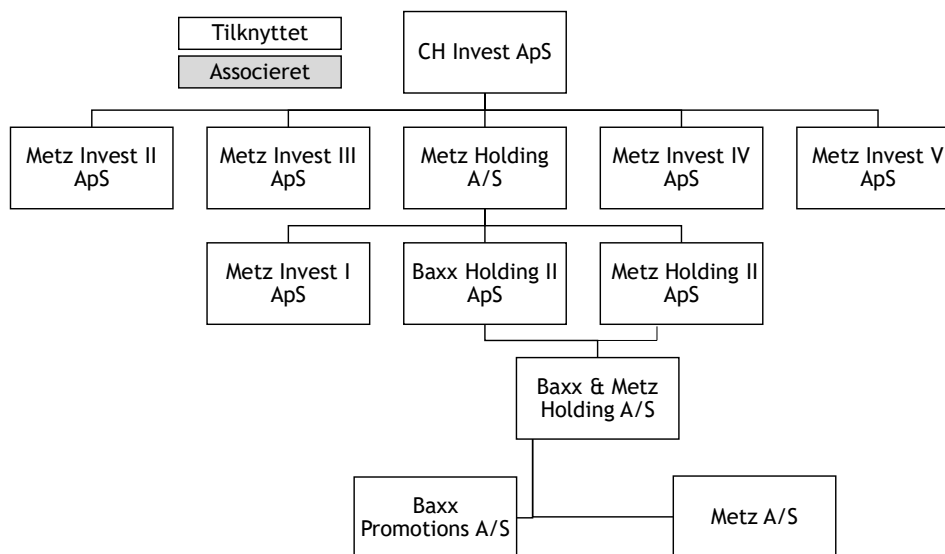 Tilknyttet
Associeret
CH Invest ApS
Metz Invest II
ApS
Metz Invest III
ApS
Metz Holding
A/S
Metz Invest IV
ApS
Metz Invest V
ApS
Metz Invest I
ApS
Baxx Holding II
ApS
Metz Holding II
ApS
Baxx & Metz
Holding A/S
Baxx
Promotions A/S
Metz A/S